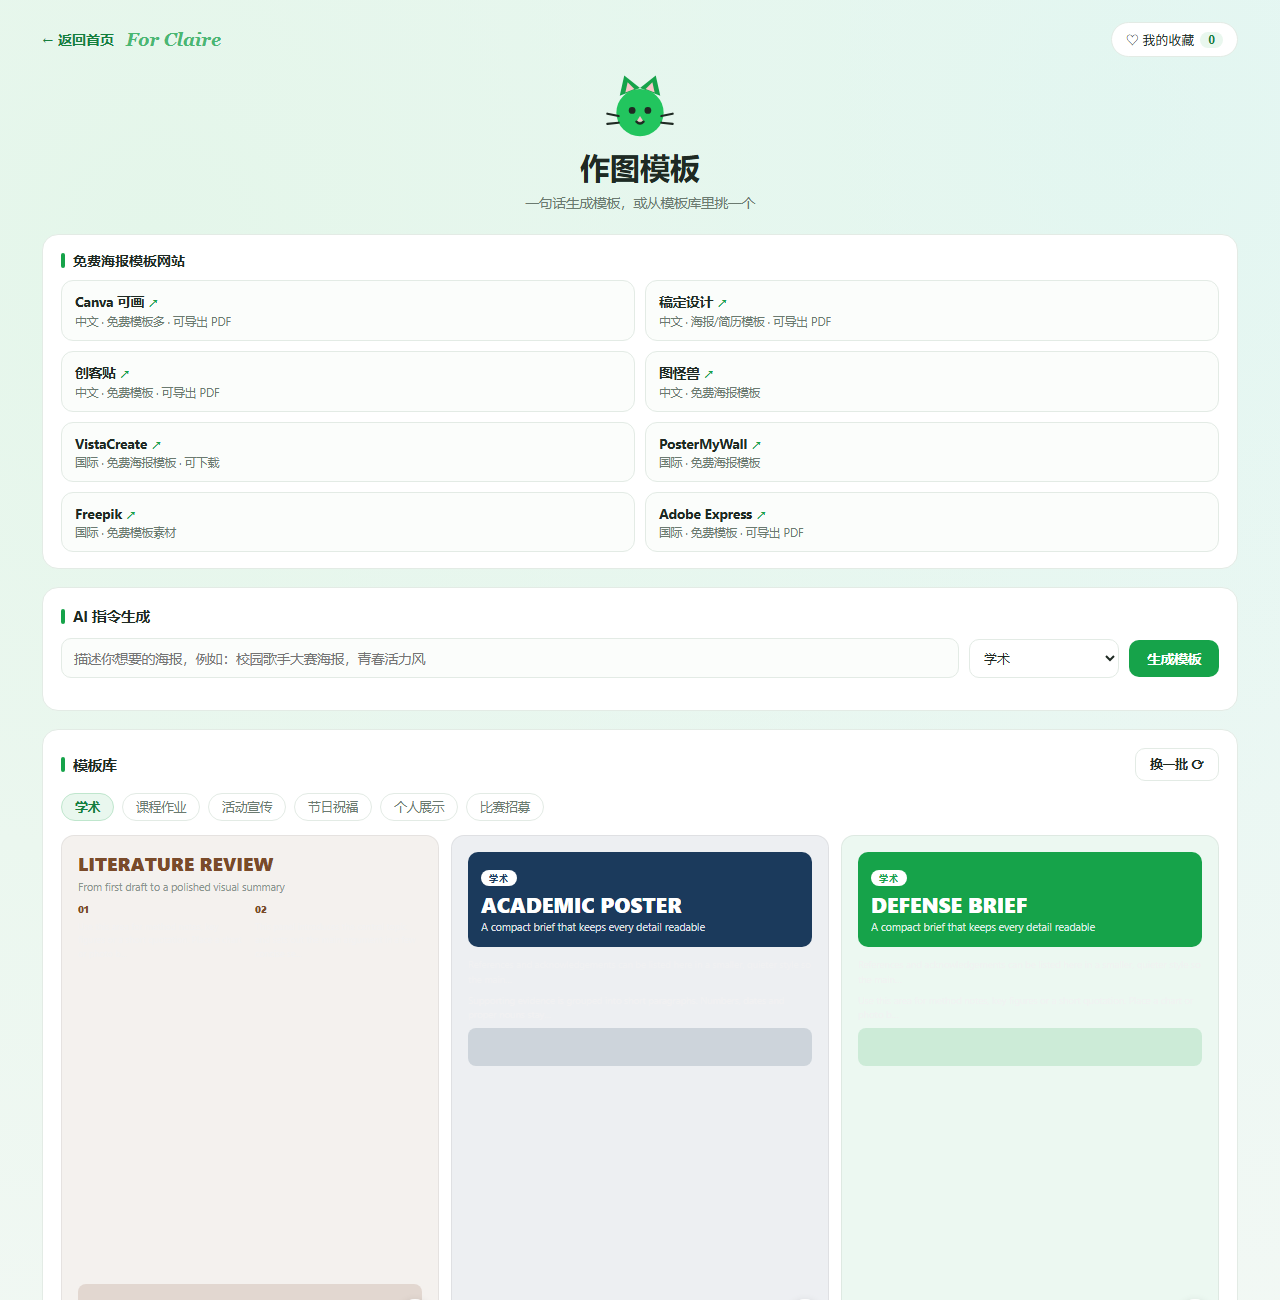 ← 返回首页 For Claire
♡ 我的收藏 0
作图模板
一句话生成模板，或从模板库里挑一个
免费海报模板网站
Canva 可画 ↗
中文 · 免费模板多 · 可导出 PDF
稿定设计 ↗
中文 · 海报/简历模板 · 可导出 PDF
创客贴 ↗
中文 · 免费模板 · 可导出 PDF
图怪兽 ↗
中文 · 免费海报模板
VistaCreate ↗
国际 · 免费海报模板 · 可下载
PosterMyWall ↗
国际 · 免费海报模板
Freepik ↗
国际 · 免费模板素材
Adobe Express ↗
国际 · 免费模板 · 可导出 PDF
AI 指令生成
描述你想要的海报，例如：校园歌手大赛海报，青春活力风
学术
生成模板
模板库
换一批 ⟳
学术
课程作业
活动宣传
节日祝福
个人展示
比赛招募
LITERATURE REVIEW
From first draft to a polished visual summary
01
02
学术
ACADEMIC POSTER
A compact brief that keeps every detail readable
学术
DEFENSE BRIEF
A compact brief that keeps every detail readable